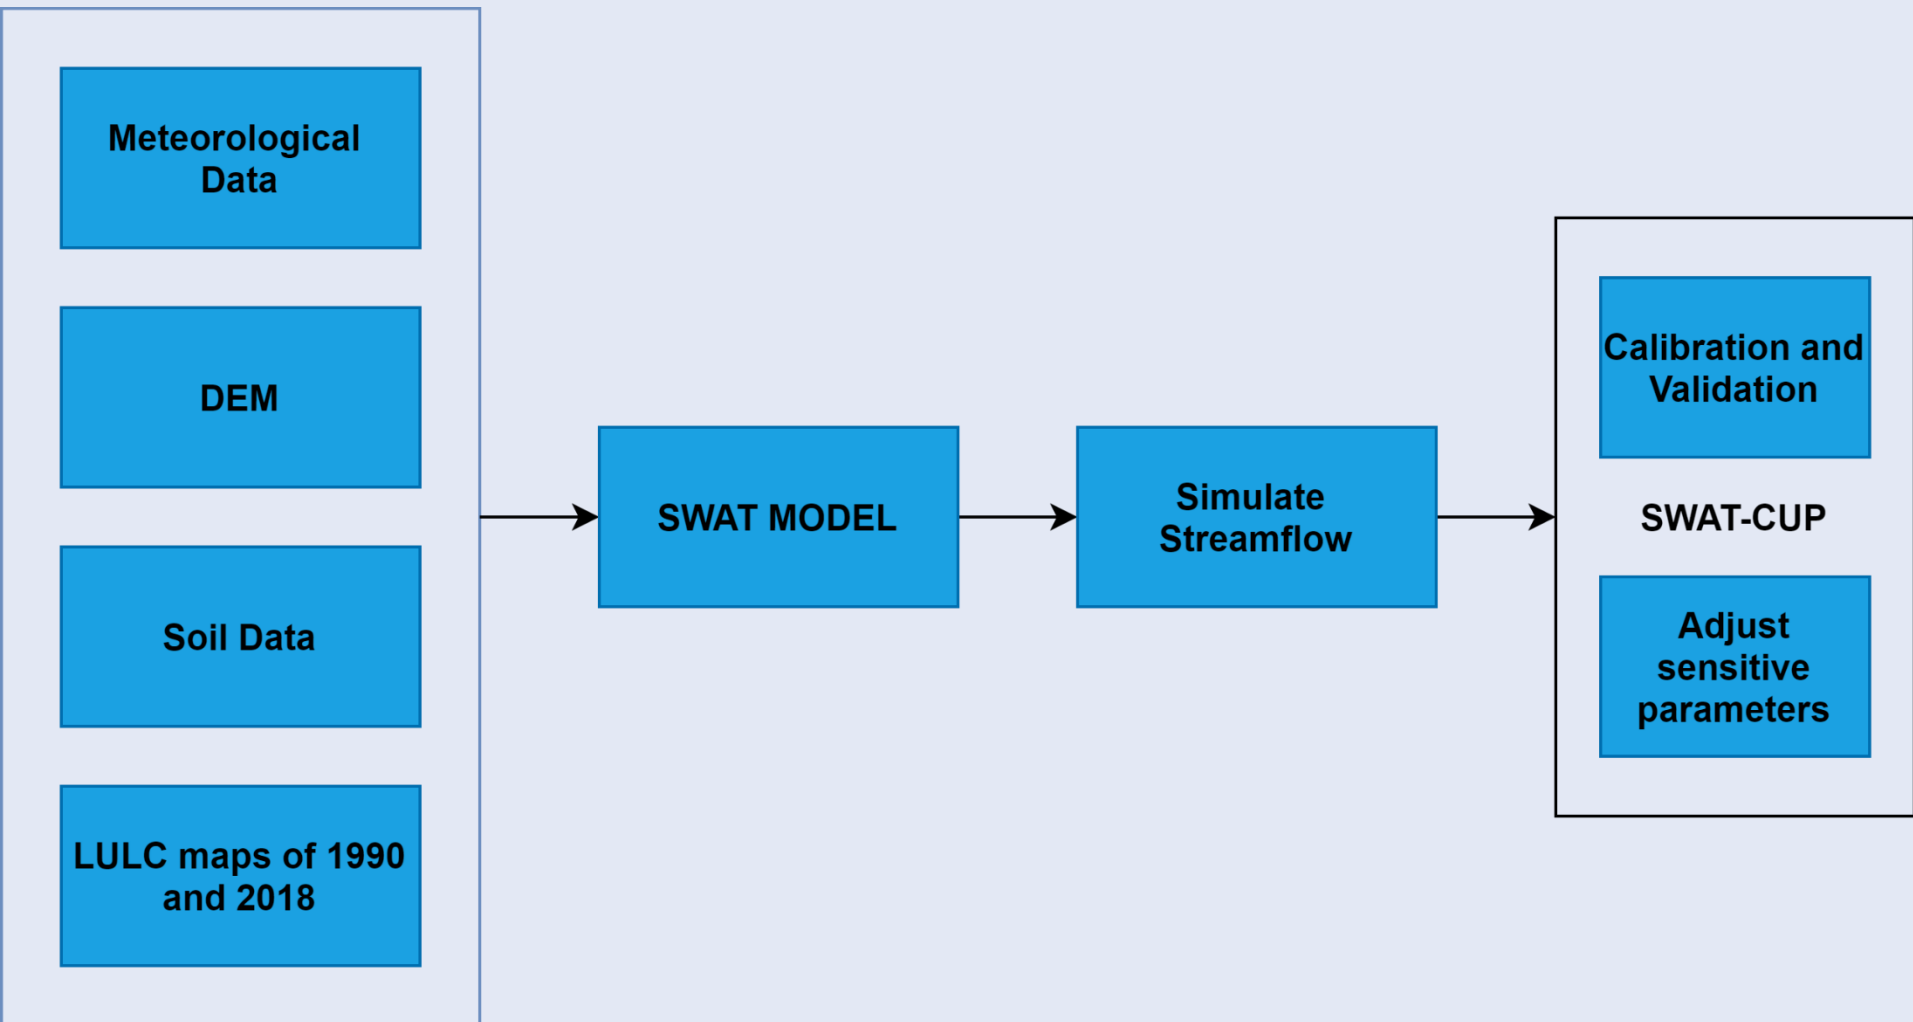 Meteorological
Data
DEM
Soil Data
LULC maps of 1990
and 2018
SWAT MODEL
Simulate
Streamflow
Calibration and
Validation
SWAT-CUP
Adjust
sensitive
parameters